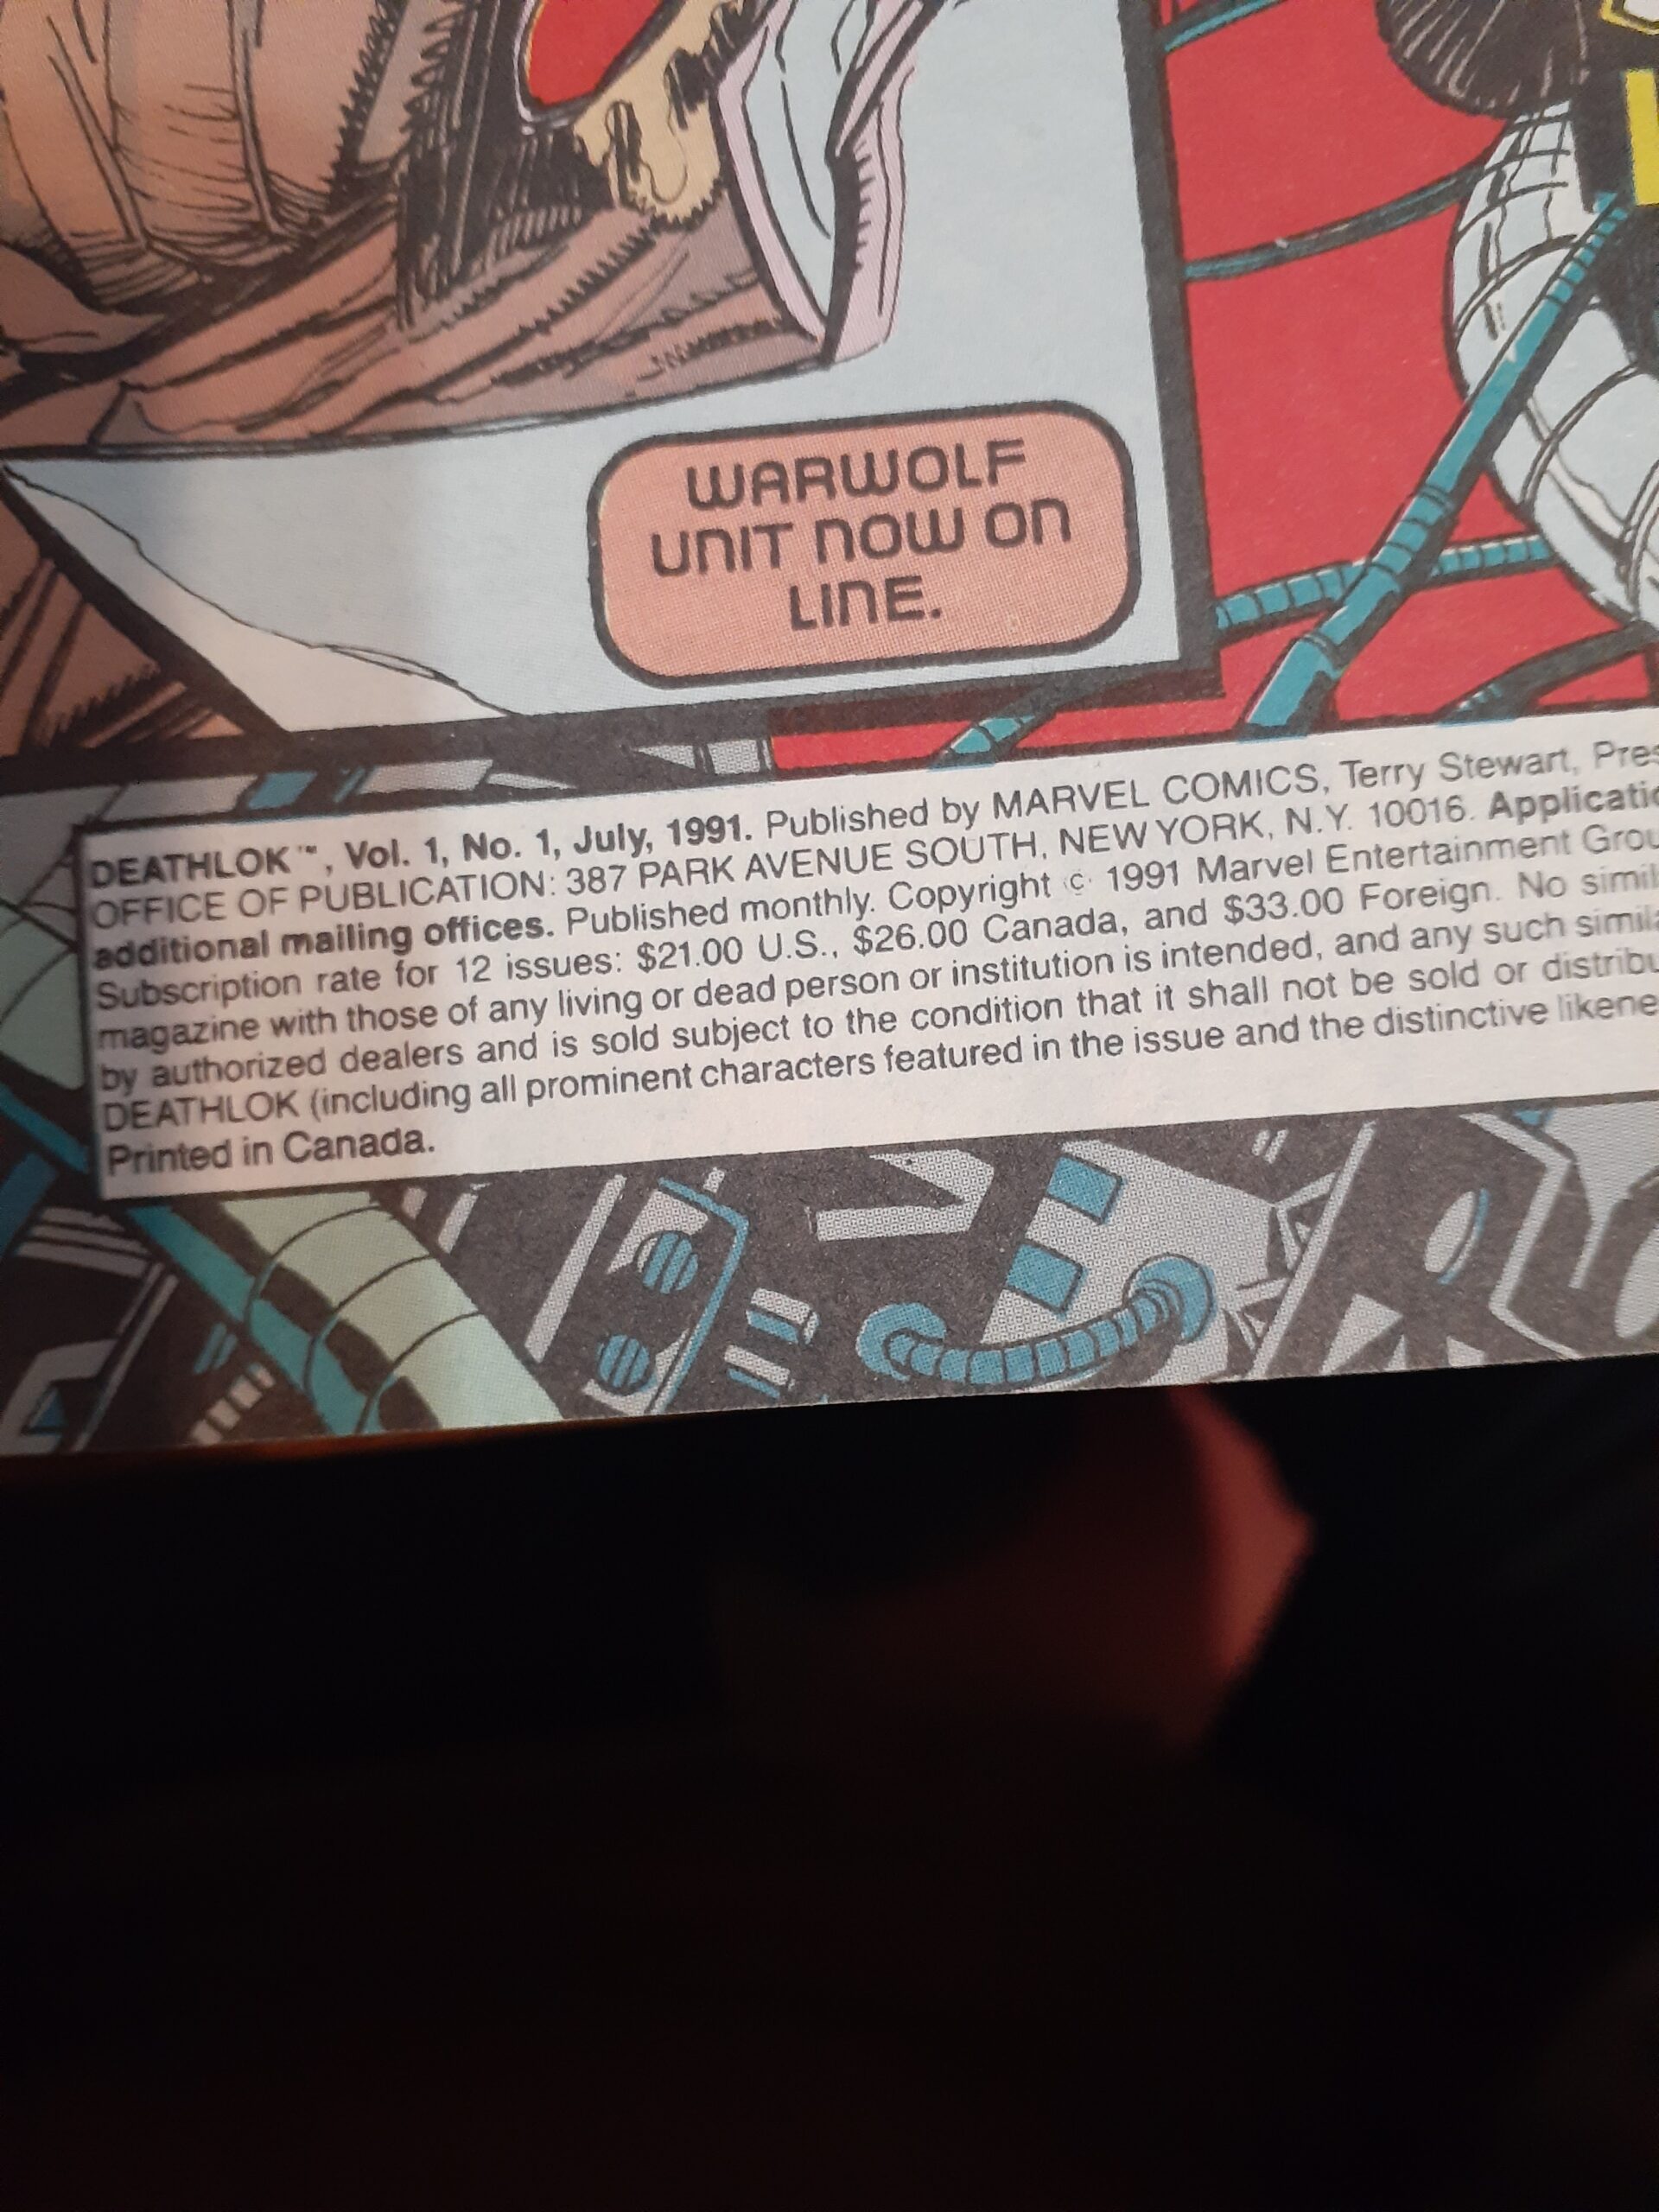 WARWOLF
UNIT NOW ON
LINE.
DEATHLOK™, Vol. 1, No. 1, July, 1991. Published by MARVEL COMICS, Terry Stewart,
OFFICE OF PUBLICATION: 387 PARK AVENUE SOUTH, NEW YORK, N.Y. 10016.
additional mailing offices. Published monthly. Copyright © 1991 Marvel Entertainment
Subscription rate for 12 issues: $21.00 U.S., $26.00 Canada, and $33.00 Foreign. No
magazine with those of any living or dead person or institution is intended, and any such
by authorized dealers and is sold subject to the condition that it shall not be sold or
DEATHLOK (including all prominent characters featured in the issue and the distinctive
Printed in Canada.